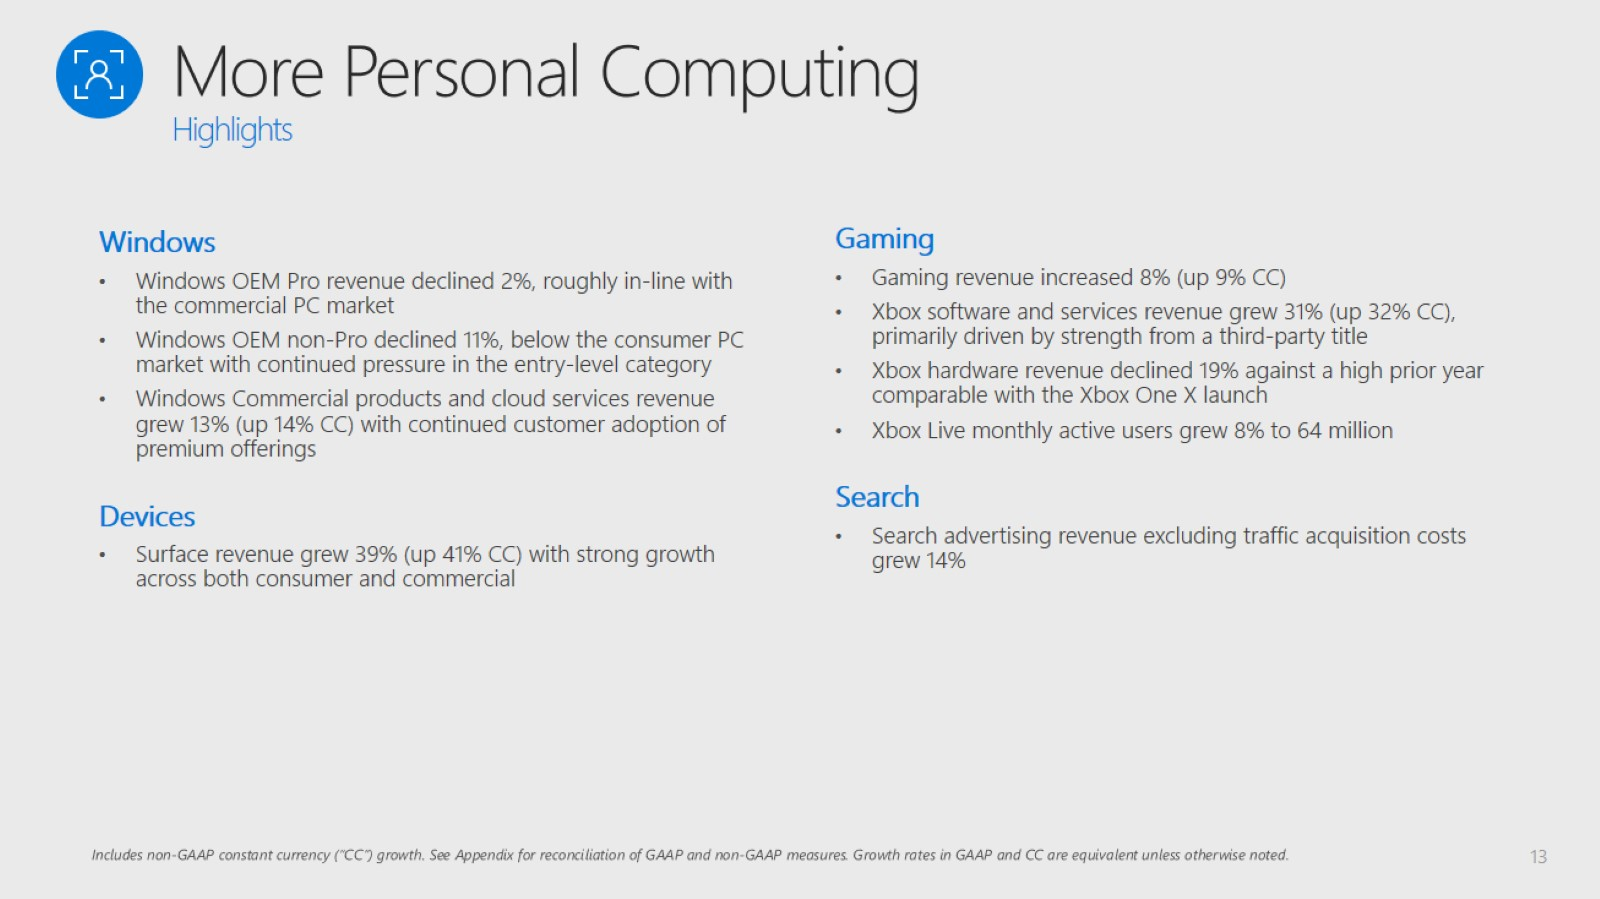 More Personal Computing
Highlights
Windows
• Windows OEM Pro revenue declined 2%, roughly in-line with
the commercial PC market
• Windows OEM non-Pro declined 11%, below the consumer PC
market with continued pressure in the entry-level category
• Windows Commercial products and cloud services revenue
grew 13% (up 14% CC) with continued customer adoption of
premium offerings
Devices
• Surface revenue grew 39% (up 41% CC) with strong growth
across both consumer and commercial
Gaming
• Gaming revenue increased 8% (up 9% CC)
• Xbox software and services revenue grew 31% (up 32% CC),
primarily driven by strength from a third-party title
• Xbox hardware revenue declined 19% against a high prior year
comparable with the Xbox One X launch
• Xbox Live monthly active users grew 8% to 64 million
Search
• Search advertising revenue excluding traffic acquisition costs
grew 14%
Includes non-GAAP constant currency ("CC") growth. See Appendix for reconciliation of GAAP and non-GAAP measures. Growth rates in GAAP and CC are equivalent unless otherwise noted.
13